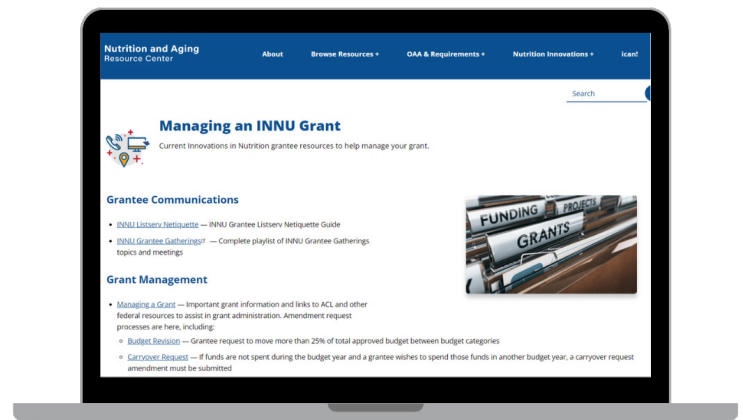 Nutrition and Aging
Resource Center
About
Browse Resources +
OAA & Requirements +
Nutrition Innovations +
ican!
Search
Managing an INNU Grant
Current Innovations in Nutrition grantee resources to help manage your grant.
Grantee Communications
• INNU Listserv Netiquette — INNU Grantee Listserv Netiquette Guide
• INNU Grantee Gatherings — Complete playlist of INNU Grantee Gatherings
topics and meetings
FUNDING
PROJECTS
GRANTS
Grant Management
• Managing a Grant — Important grant information and links to ACL and other
federal resources to assist in grant administration. Amendment request
processes are here, including:
○ Budget Revision — Grantee request to move more than 25% of total approved budget between budget categories
○ Carryover Request — If funds are not spent during the budget year and a grantee wishes to spend those funds in another budget year, a carryover request
amendment must be submitted